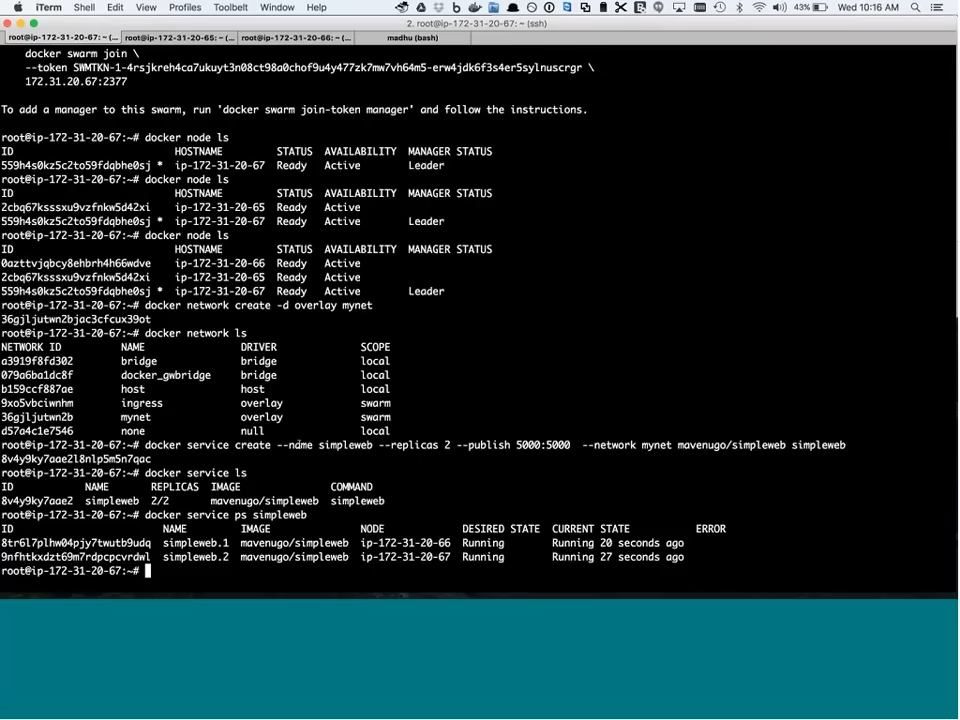 iTerm Shell Edit View Profiles Toolbelt Window Help 43% Wed 10:16 AM
2. root@ip-172-31-20-67: ~ (ssh)
root@ip-172-31-20-67: ~ (... root@ip-172-31-20-65: ~ (... root@ip-172-31-20-66: ~ (... madhu (bash)
docker swarm join \
--token SWMTKN-1-4rsjkreh4ca7ukuyt3n08ct98a0chof9u4y477zk7mw7vh64m5-erw4jdk6f3s4er5sylnuscrgr \
172.31.20.67:2377
To add a manager to this swarm, run 'docker swarm join-token manager' and follow the instructions.
root@ip-172-31-20-67:~# docker node ls
ID HOSTNAME STATUS AVAILABILITY MANAGER STATUS
559h4s0kz5c2to59fdqbhe0sj * ip-172-31-20-67 Ready Active Leader
root@ip-172-31-20-67:~# docker node ls
ID HOSTNAME STATUS AVAILABILITY MANAGER STATUS
2cbq67ksssxu9vzfnkw5d42xi ip-172-31-20-65 Ready Active
559h4s0kz5c2to59fdqbhe0sj * ip-172-31-20-67 Ready Active Leader
root@ip-172-31-20-67:~# docker node ls
ID HOSTNAME STATUS AVAILABILITY MANAGER STATUS
0azttvjqbcy8ehbrh4h66wdve ip-172-31-20-66 Ready Active
2cbq67ksssxu9vzfnkw5d42xi ip-172-31-20-65 Ready Active
559h4s0kz5c2to59fdqbhe0sj * ip-172-31-20-67 Ready Active Leader
root@ip-172-31-20-67:~# docker network create -d overlay mynet
36gjljutwn2bjac3cfcux39ot
root@ip-172-31-20-67:~# docker network ls
NETWORK ID NAME DRIVER SCOPE
a3919f8fd302 bridge bridge local
079a6ba1dc8f docker_gwbridge bridge local
b159ccf887ae host host local
9xo5vbciwnhm ingress overlay swarm
36gjljutwn2b mynet overlay swarm
d57a4c1e7546 none null local
root@ip-172-31-20-67:~# docker service create --name simpleweb --replicas 2 --publish 5000:5000 --network mynet mavenugo/simpleweb simpleweb
8v4y9ky7aae2l8nlp5m5n7qac
root@ip-172-31-20-67:~# docker service ls
ID NAME REPLICAS IMAGE COMMAND
8v4y9ky7aae2 simpleweb 2/2 mavenugo/simpleweb simpleweb
root@ip-172-31-20-67:~# docker service ps simpleweb
ID NAME IMAGE NODE DESIRED STATE CURRENT STATE ERROR
8tr6l7plhw04pjy7twutb9udq simpleweb.1 mavenugo/simpleweb ip-172-31-20-66 Running Running 20 seconds ago
9nfhtkxdzt69m7rdpcpcvrdwl simpleweb.2 mavenugo/simpleweb ip-172-31-20-67 Running Running 27 seconds ago
root@ip-172-31-20-67:~#